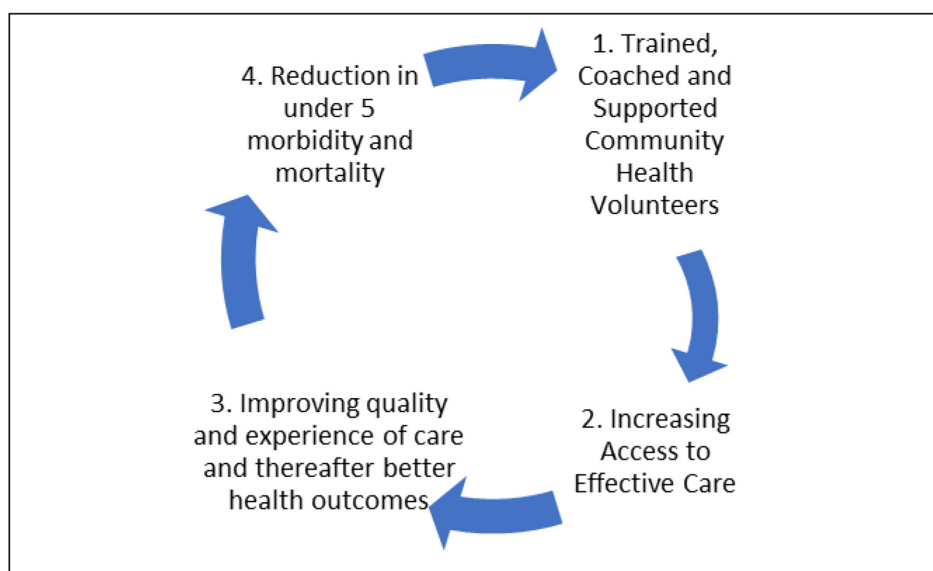 1. Trained,
Coached and
Supported
Community
Health
Volunteers
2. Increasing
Access to
Effective Care
3. Improving quality
and experience of care
and thereafter better
health outcomes
4. Reduction in
under 5
morbidity and
mortality